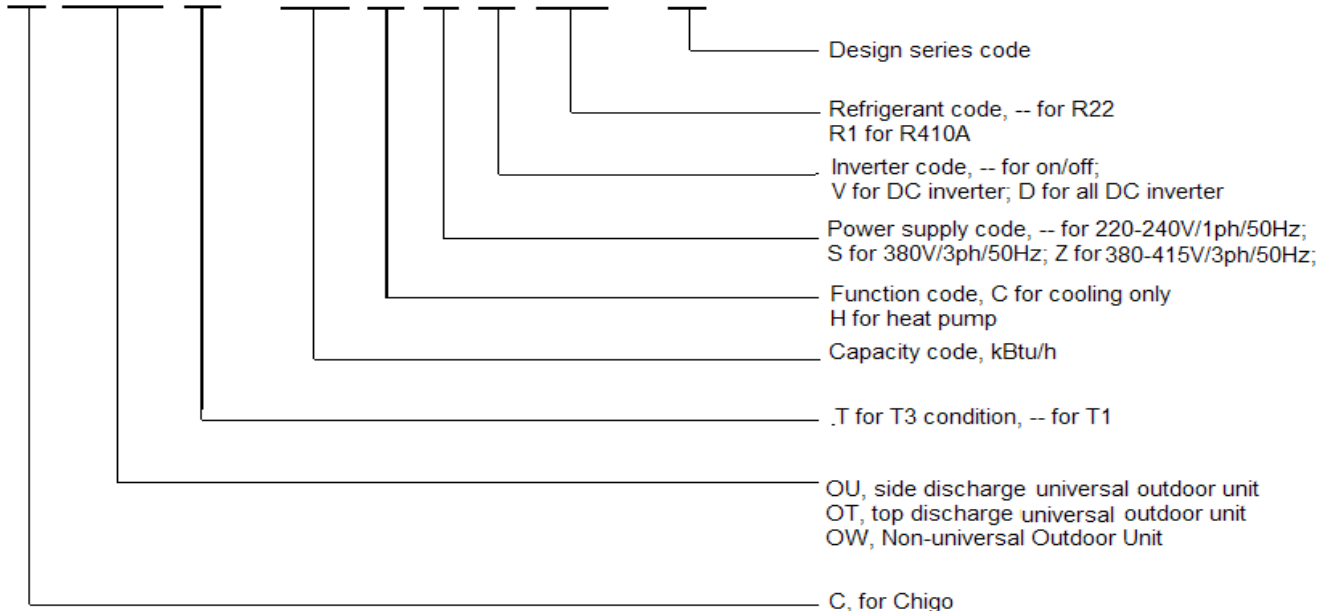 Design series code
Refrigerant code, -- for R22
R1 for R410A
Inverter code, -- for on/off;
V for DC inverter; D for all DC inverter
Power supply code, -- for 220-240V/1ph/50Hz;
S for 380V/3ph/50Hz; Z for 380-415V/3ph/50Hz;
Function code, C for cooling only
H for heat pump
Capacity code, kBtu/h
.T for T3 condition, -- for T1
OU, side discharge universal outdoor unit
OT, top discharge universal outdoor unit
OW, Non-universal Outdoor Unit
C, for Chigo